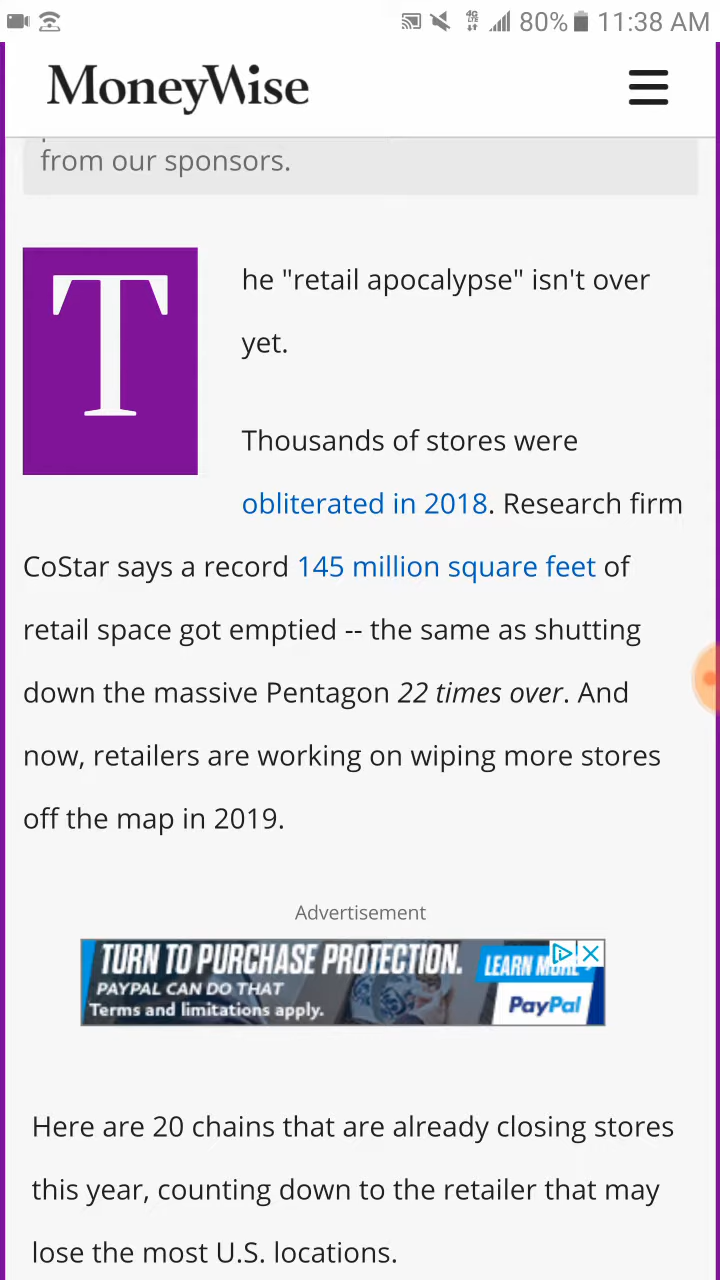 80% 11:38 AM
MoneyWise
from our sponsors.
The "retail apocalypse" isn't over
yet.
Thousands of stores were
obliterated in 2018. Research firm
CoStar says a record 145 million square feet of
retail space got emptied -- the same as shutting
down the massive Pentagon 22 times over. And
now, retailers are working on wiping more stores
off the map in 2019.
Advertisement
TURN TO PURCHASE PROTECTION.
PAYPAL CAN DO THAT
Terms and limitations apply.
LEARN MORE
PayPal
Here are 20 chains that are already closing stores
this year, counting down to the retailer that may
lose the most U.S. locations.